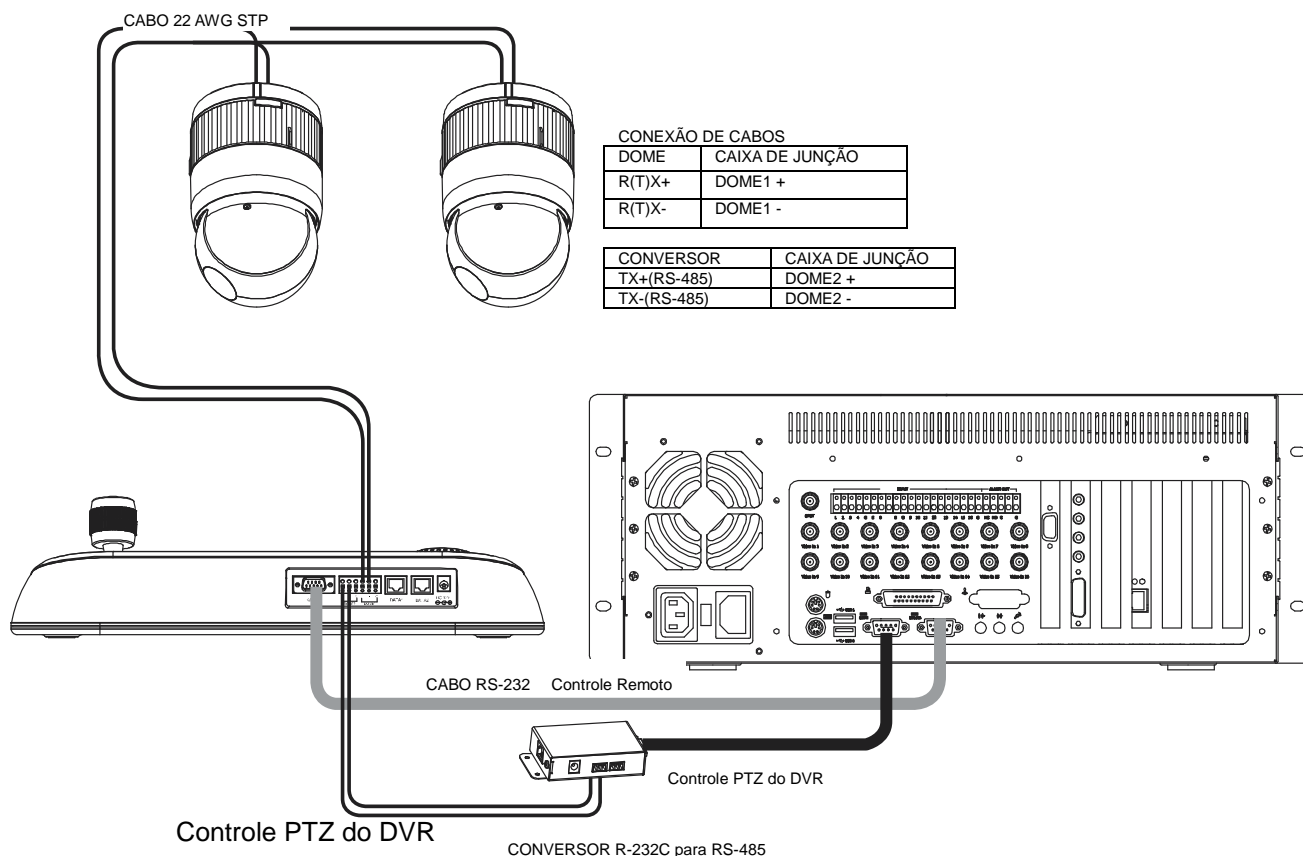 CABO 22 AWG STP
CONEXÃO DE CABOS
DOME CAIXA DE JUNÇÃO
R(T)X+ DOME1 +
R(T)X- DOME1 -
CONVERSOR CAIXA DE JUNÇÃO
TX+(RS-485) DOME2 +
TX-(RS-485) DOME2 -
CABO RS-232 Controle Remoto
Controle PTZ do DVR
Controle PTZ do DVR
CONVERSOR R-232C para RS-485